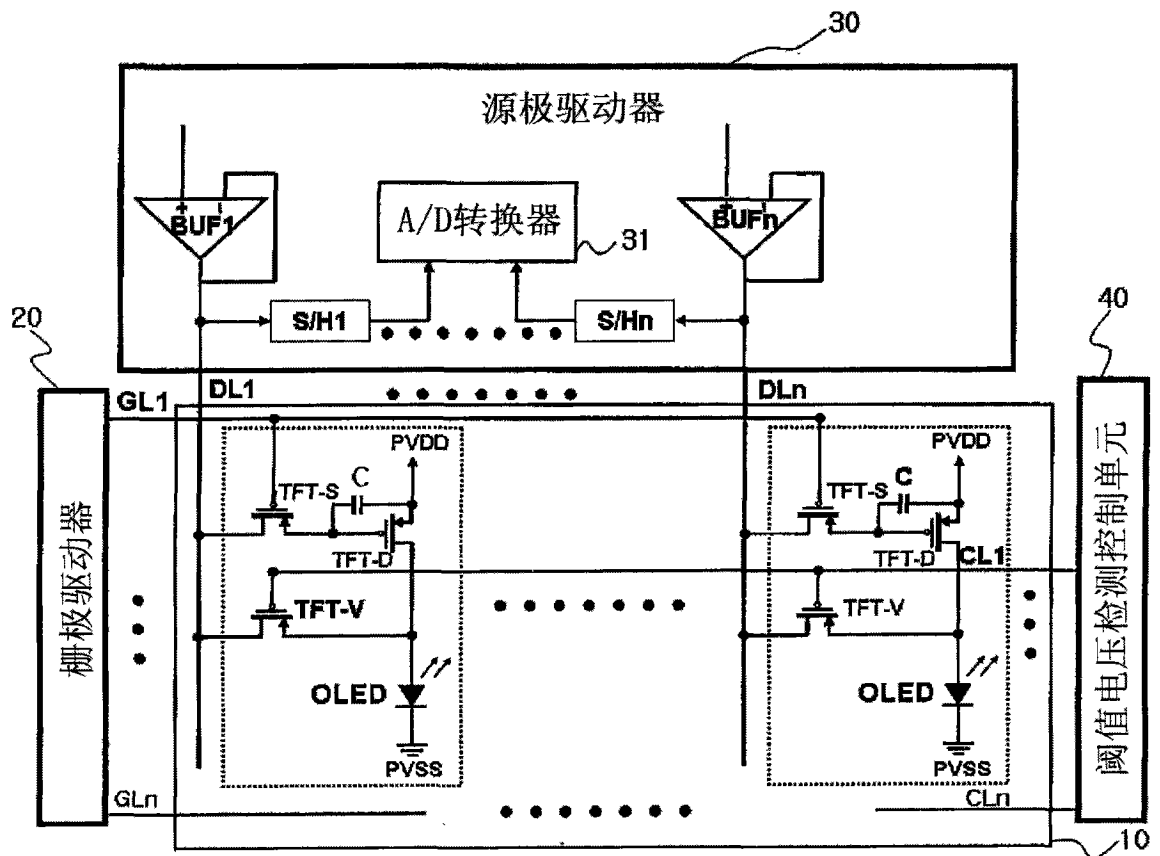 30
源极驱动器
BUF1
A/D转换器
31
BUFn
S/H1
S/Hn
20
40
DL1
DLn
GL1
栅极驱动器
阈值电压检测控制单元
PVDD
C
TFT-S
TFT-D
TFT-V
OLED
PVSS
PVDD
C
TFT-S
TFT-D
CL1
TFT-V
OLED
PVSS
GLn
CLn
10